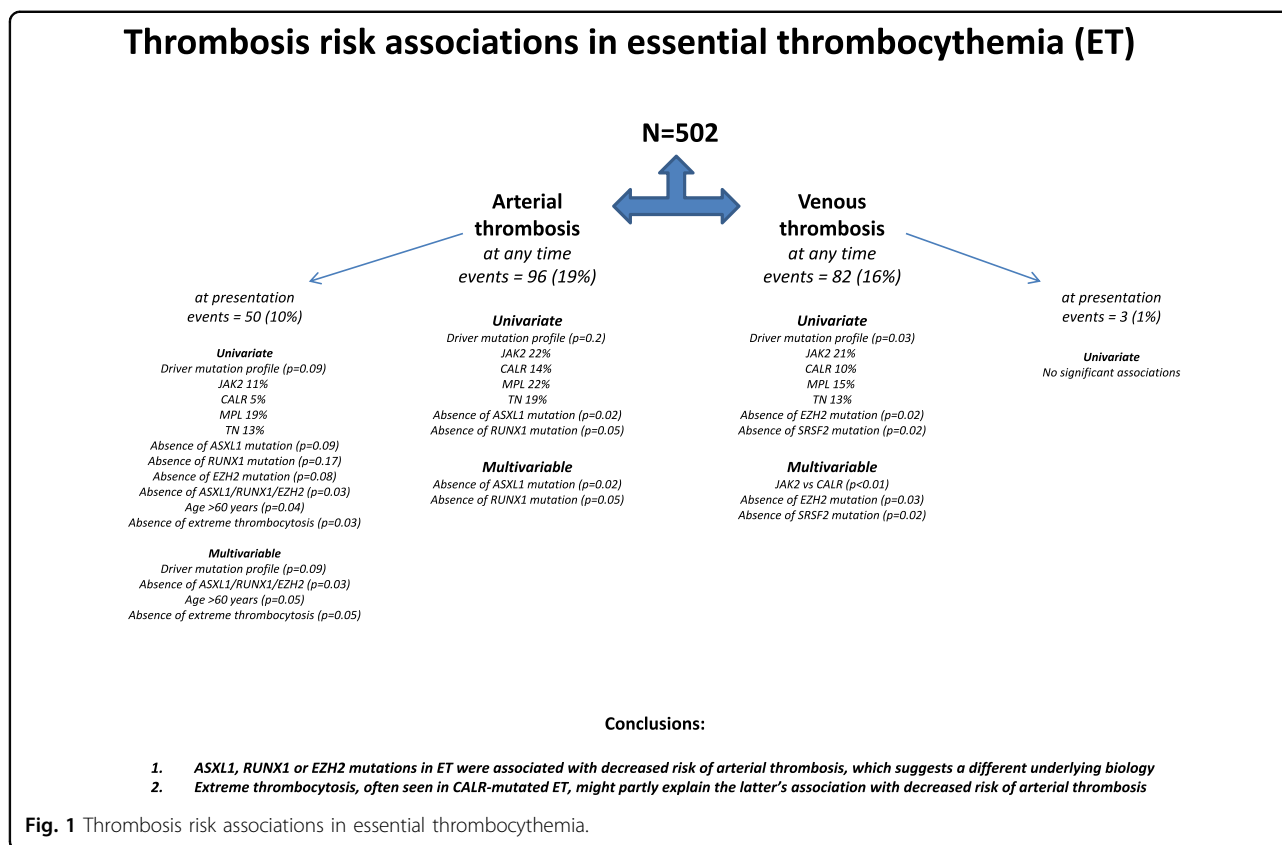 Thrombosis risk associations in essential thrombocythemia (ET)
N=502
Arterial
thrombosis
at any time
events = 96 (19%)
Venous
thrombosis
at any time
events = 82 (16%)
at presentation
events = 50 (10%)
Univariate
Driver mutation profile (p=0.09)
JAK2 11%
CALR 5%
MPL 19%
TN 13%
Absence of ASXL1 mutation (p=0.09)
Absence of RUNX1 mutation (p=0.17)
Absence of EZH2 mutation (p=0.08)
Absence of ASXL1/RUNX1/EZH2 (p=0.03)
Age >60 years (p=0.04)
Absence of extreme thrombocytosis (p=0.03)
Multivariable
Driver mutation profile (p=0.09)
Absence of ASXL1/RUNX1/EZH2 (p=0.03)
Age >60 years (p=0.05)
Absence of extreme thrombocytosis (p=0.05)
Univariate
Driver mutation profile (p=0.2)
JAK2 22%
CALR 14%
MPL 22%
TN 19%
Absence of ASXL1 mutation (p=0.02)
Absence of RUNX1 mutation (p=0.05)
Multivariable
Absence of ASXL1 mutation (p=0.02)
Absence of RUNX1 mutation (p=0.05)
Univariate
Driver mutation profile (p=0.03)
JAK2 21%
CALR 10%
MPL 15%
TN 13%
Absence of EZH2 mutation (p=0.02)
Absence of SRSF2 mutation (p=0.02)
Multivariable
JAK2 vs CALR (p<0.01)
Absence of EZH2 mutation (p=0.03)
Absence of SRSF2 mutation (p=0.02)
at presentation
events = 3 (1%)
Univariate
No significant associations
Conclusions:
1. ASXL1, RUNX1 or EZH2 mutations in ET were associated with decreased risk of arterial thrombosis, which suggests a different underlying biology
2. Extreme thrombocytosis, often seen in CALR-mutated ET, might partly explain the latter's association with decreased risk of arterial thrombosis
Fig. 1 Thrombosis risk associations in essential thrombocythemia.